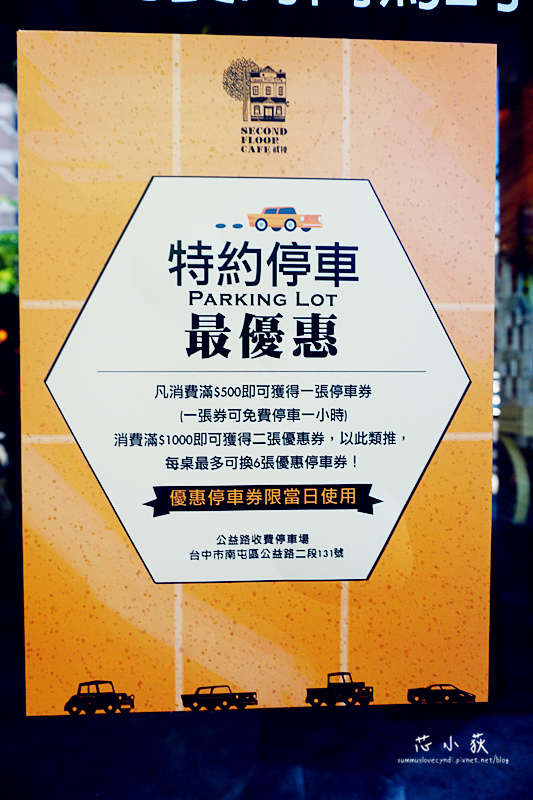 SECOND
FLOOR
CAFE 貳樓
特約停車
PARKING LOT
最優惠
凡消費滿$500即可獲得一張停車券
(一張券可免費停車一小時)
消費滿$1000即可獲得二張優惠券，以此類推，
每桌最多可換6張優惠停車券！
優惠停車券限當日使用
公益路收費停車場
台中市南屯區公益路二段131號
芯小荻
summuslovecyndi.pixnet.net/blog